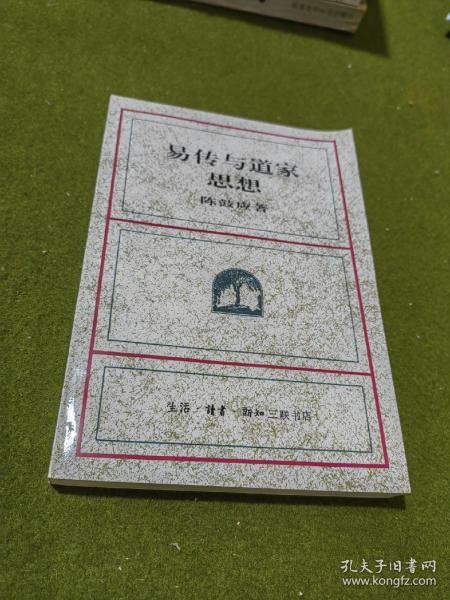 易传与道家
思想
陈鼓应著
生活·讀書·新知三联书店
孔夫子旧书网
www.kongfz.com